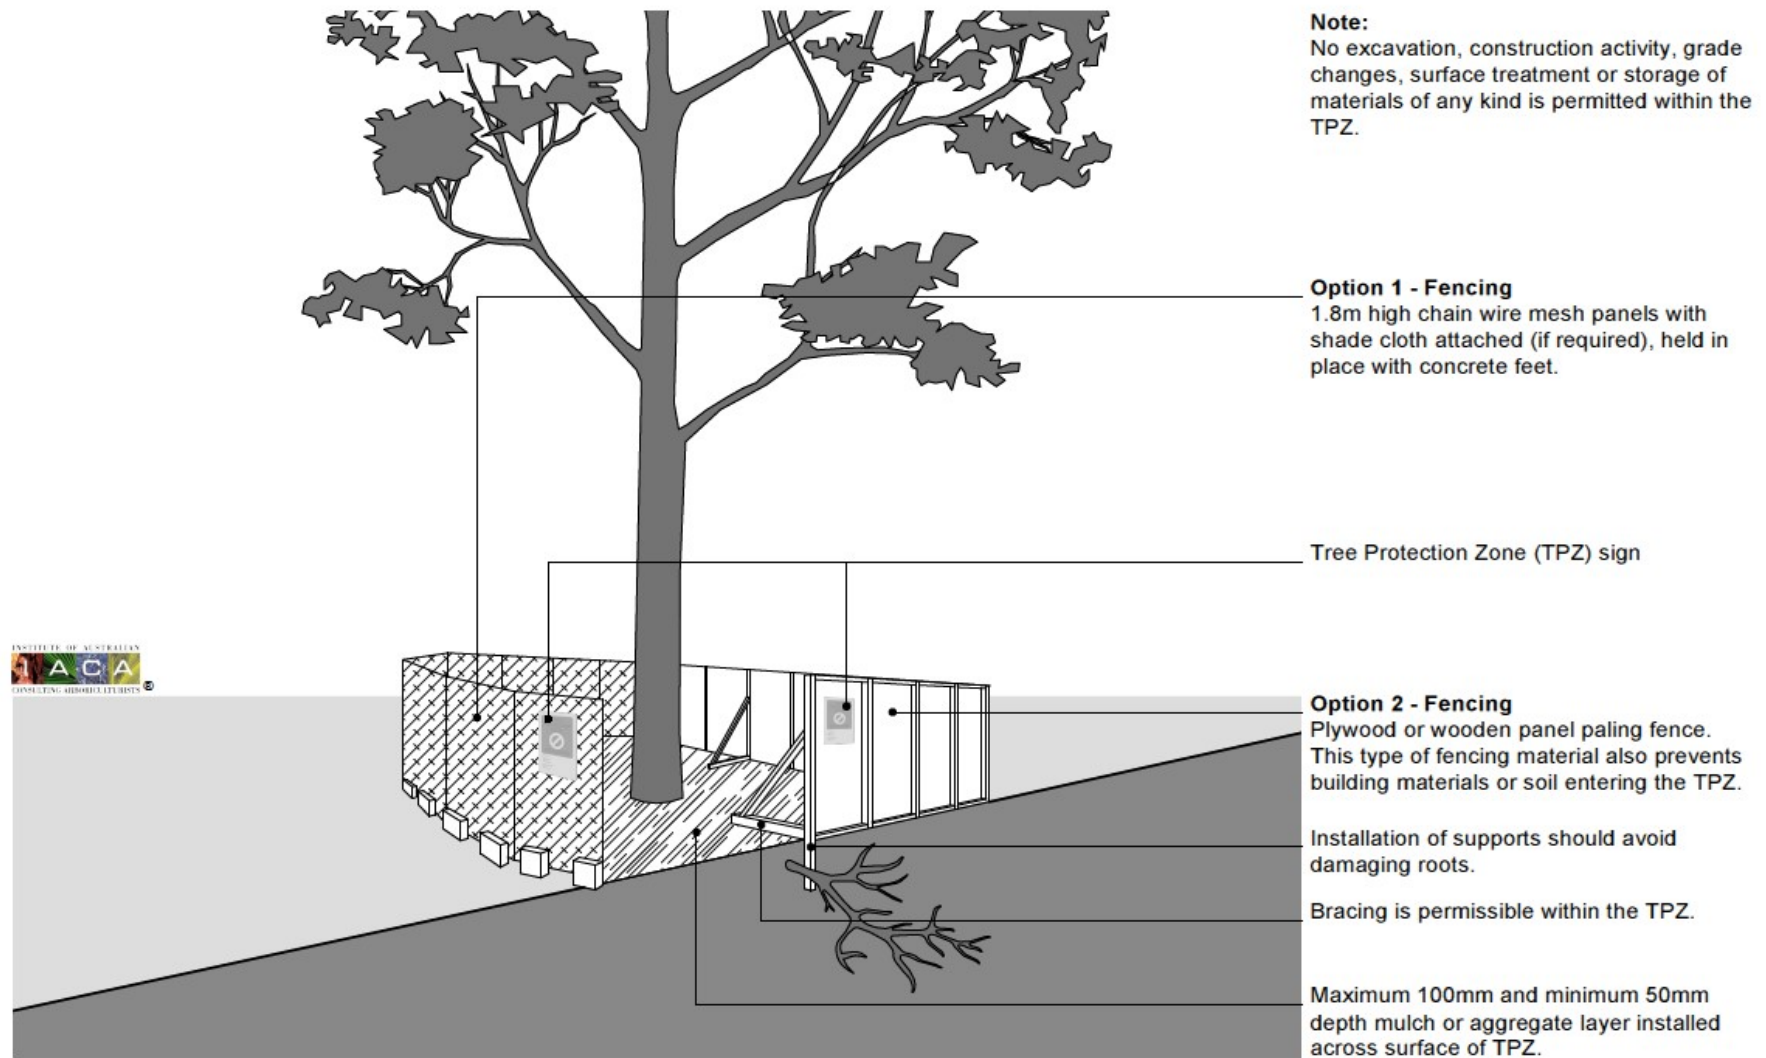 Note:
No excavation, construction activity, grade
changes, surface treatment or storage of
materials of any kind is permitted within the
TPZ.
Option 1 - Fencing
1.8m high chain wire mesh panels with
shade cloth attached (if required), held in
place with concrete feet.
Tree Protection Zone (TPZ) sign
INSTITUTE OF AUSTRALIAN
IACA
CONSULTING ARBORICULTURISTS ®
Option 2 - Fencing
Plywood or wooden panel paling fence.
This type of fencing material also prevents
building materials or soil entering the TPZ.
Installation of supports should avoid
damaging roots.
Bracing is permissible within the TPZ.
Maximum 100mm and minimum 50mm
depth mulch or aggregate layer installed
across surface of TPZ.